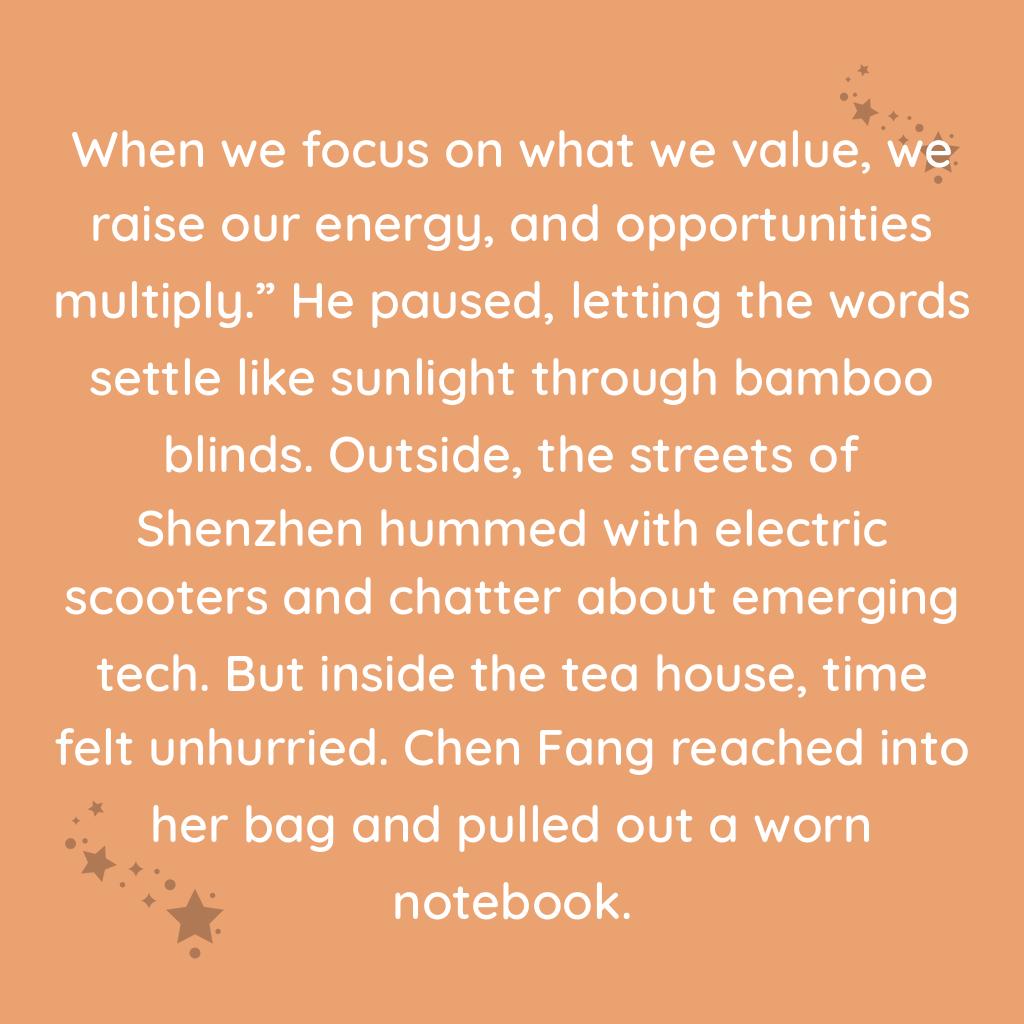 When we focus on what we value, we
raise our energy, and opportunities
multiply.” He paused, letting the words
settle like sunlight through bamboo
blinds. Outside, the streets of
Shenzhen hummed with electric
scooters and chatter about emerging
tech. But inside the tea house, time
felt unhurried. Chen Fang reached into
her bag and pulled out a worn
notebook.